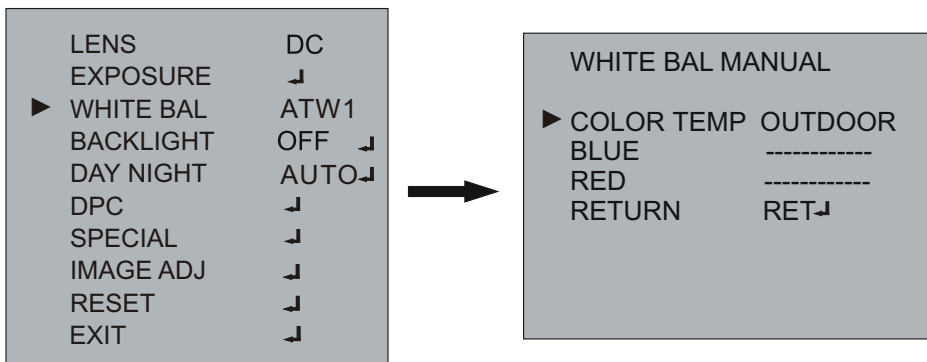 LENS DC
EXPOSURE ↲
► WHITE BAL ATW1
BACKLIGHT OFF ↲
DAY NIGHT AUTO↲
DPC ↲
SPECIAL ↲
IMAGE ADJ ↲
RESET ↲
EXIT ↲
WHITE BAL MANUAL
► COLOR TEMP OUTDOOR
BLUE ------------
RED ------------
RETURN RET↲